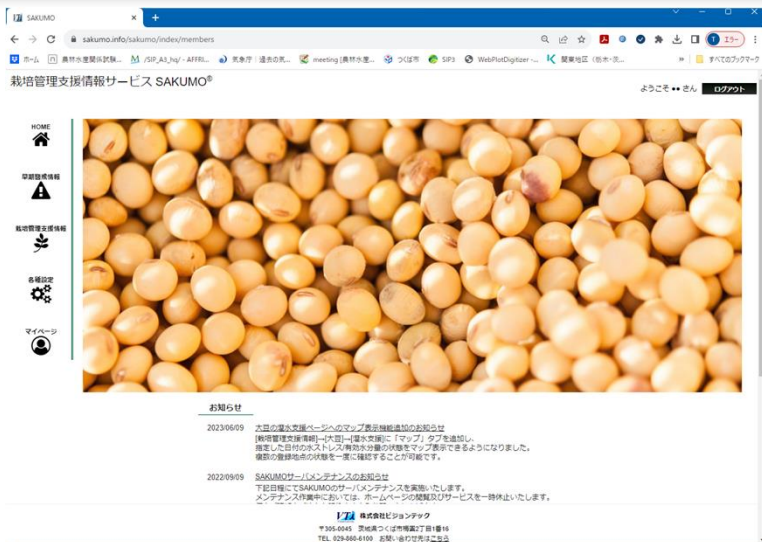 SAKUMO
sakumo.info/sakumo/index/members
エラー
ホーム
農林水産関係試験...
/SIP_A3_hq/ - AFFRI...
気象庁｜過去の気...
meeting [農林水産...
つくば市
SIP3
WebPlotDigitizer -...
関東地区（栃木・茨...
すべてのブックマーク
栽培管理支援情報サービス SAKUMO®
ようこそ •• さん
ログアウト
HOME
早期警戒情報
栽培管理支援情報
各種設定
マイページ
お知らせ
2023/06/09 大豆の灌水支援ページへのマップ表示機能追加のお知らせ
[栽培管理支援情報]→[大豆]→[灌水支援]に「マップ」タブを追加し、
指定した日付の水ストレス/有効水分量の状態をマップ表示できるようになりました。
複数の登録地点の状態を一度に確認することが可能です。
2022/09/09 SAKUMOサーバメンテナンスのお知らせ
下記日程にてSAKUMOのサーバメンテナンスを実施いたします。
メンテナンス作業中においては、ホームページの閲覧及びサービスを一時休止いたします。
VTI 株式会社ビジョンテック
〒305-0045 茨城県つくば市梅園2丁目1番16
TEL. 029-860-6100 お問い合わせ先はこちら